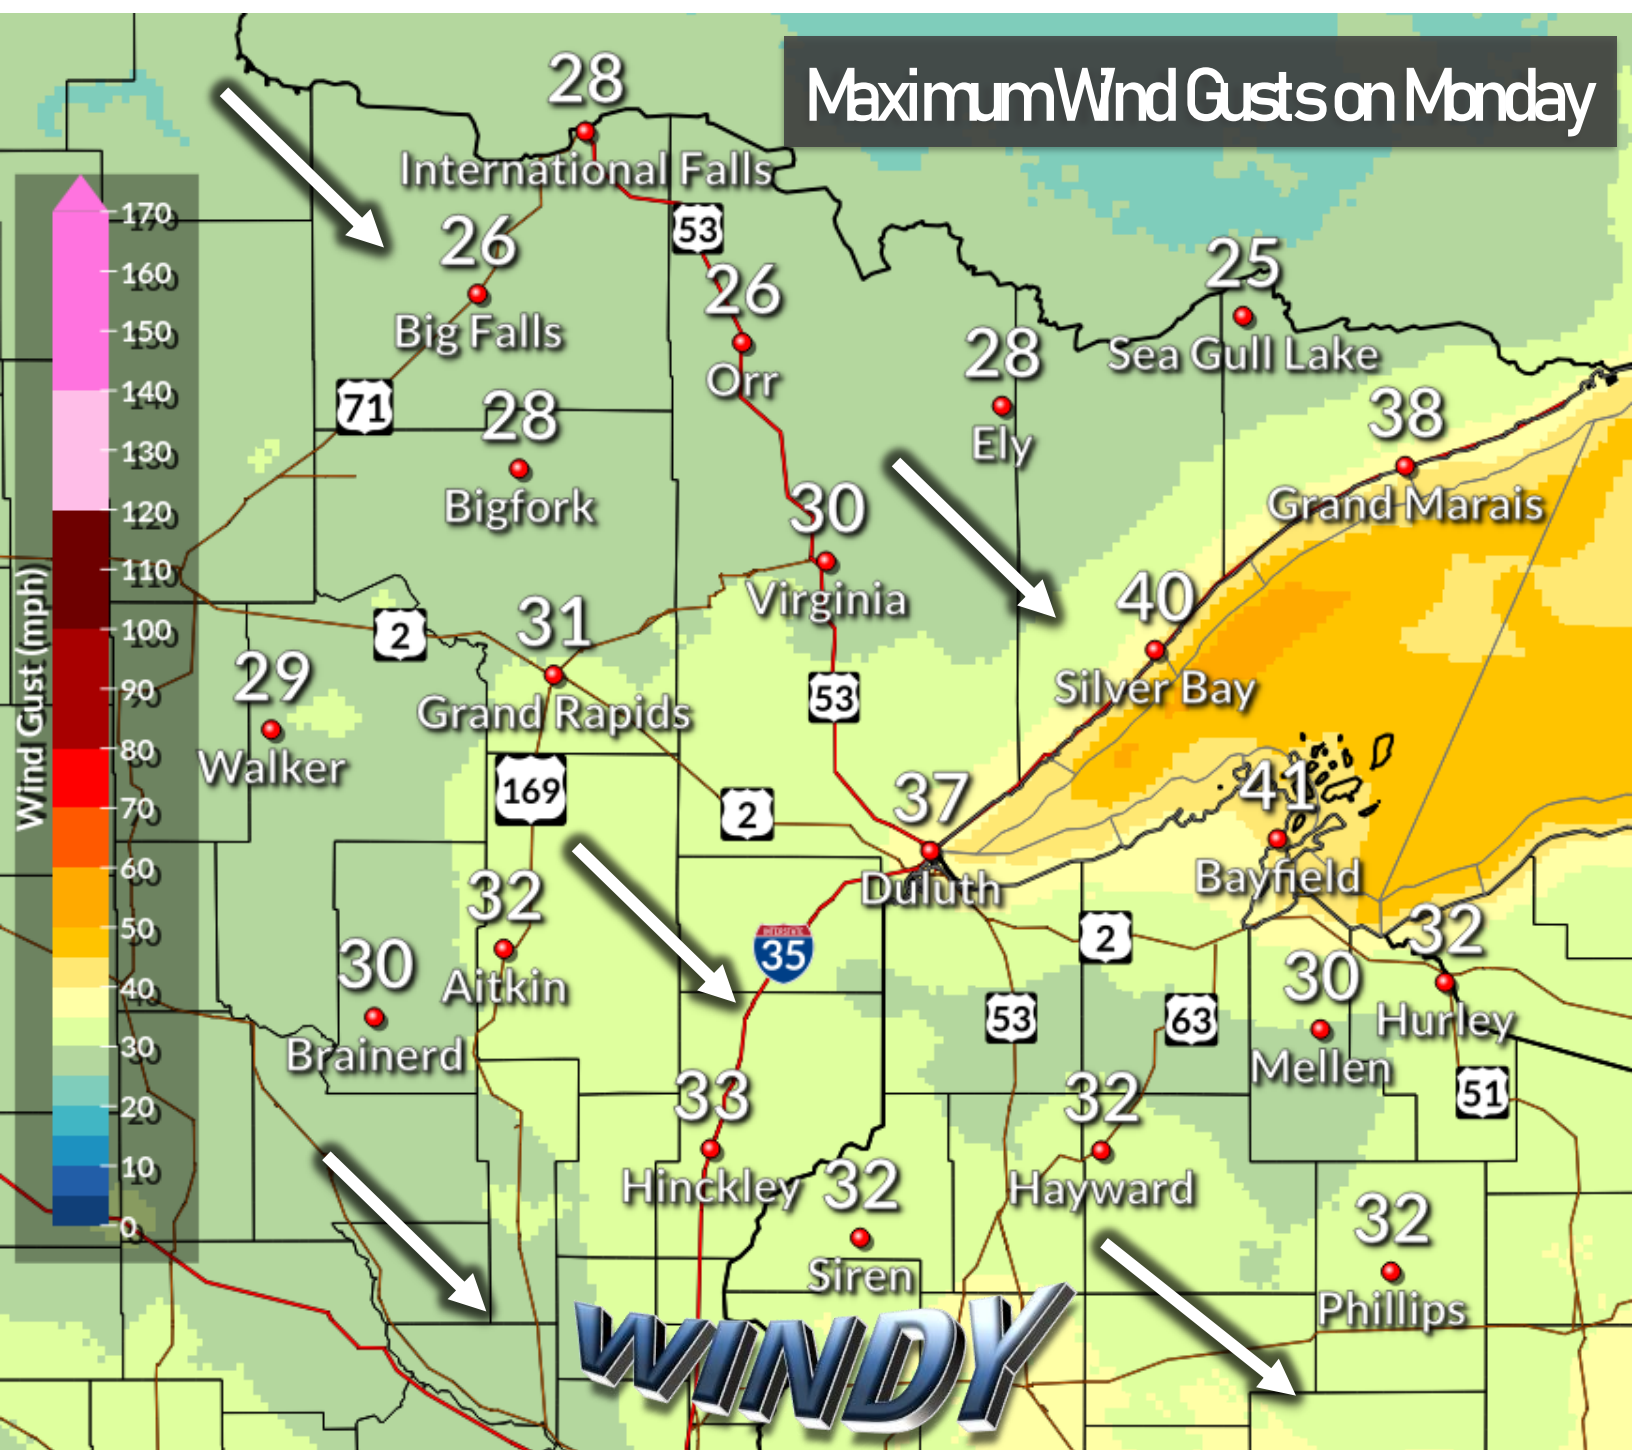 Maximum Wind Gusts on Monday
28
International Falls
53
26
Big Falls
26
Orr
25
Sea Gull Lake
28
Ely
71
28
Bigfork
38
Grand Marais
30
Virginia
40
Silver Bay
2
31
Grand Rapids
29
Walker
53
169
2
37
Duluth
41
Bayfield
32
Aitkin
INTERSTATE
35
2
32
Hurley
30
Brainerd
30
Mellen
53
63
51
33
Hinckley
32
Hayward
32
Siren
32
Phillips
WINDY
Wind Gust (mph)
170
160
150
140
130
120
110
100
90
80
70
60
50
40
30
20
10
0